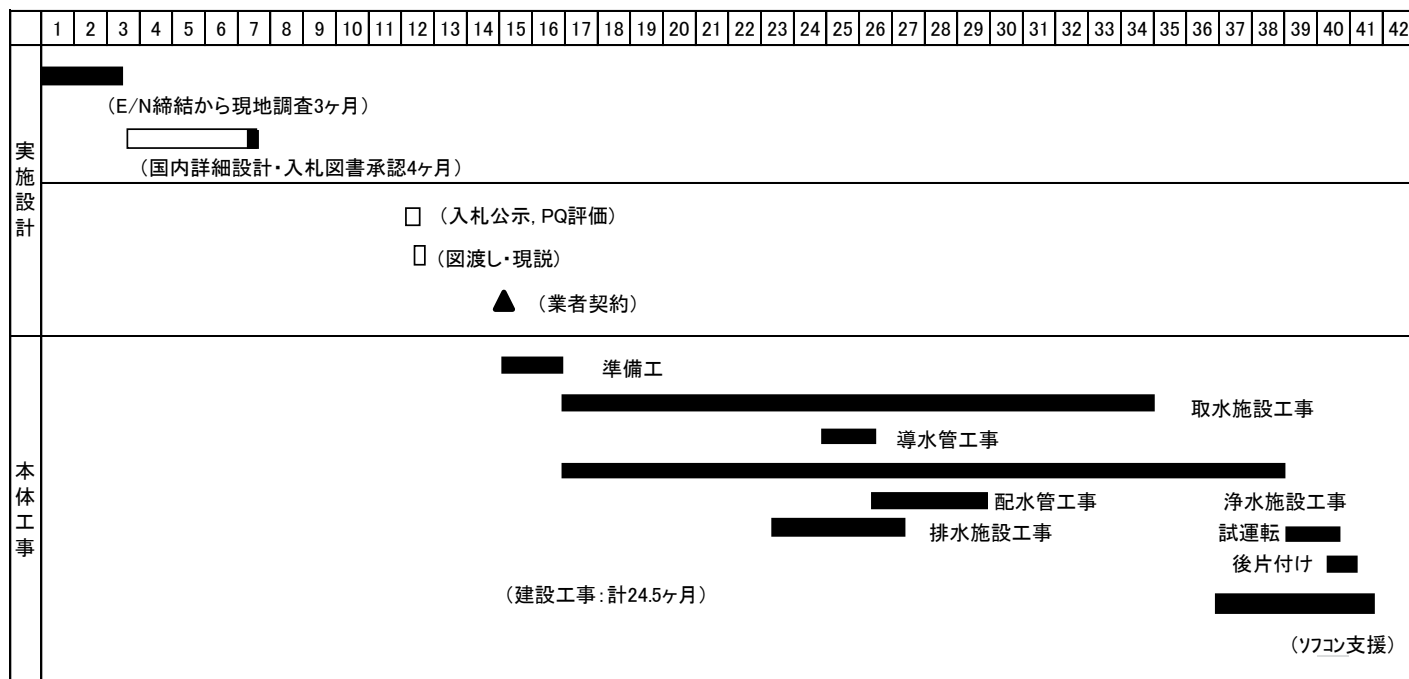 1 2 3 4 5 6 7 8 9 10 11 12 13 14 15 16 17 18 19 20 21 22 23 24 25 26 27 28 29 30 31 32 33 34 35 36 37 38 39 40 41 42
実施設計
(E/N締結から現地調査3ヶ月)
(国内詳細設計・入札図書承認4ヶ月)
(入札公示, PQ評価)
(図渡し・現説)
(業者契約)
本体工事
準備工
取水施設工事
導水管工事
配水管工事 浄水施設工事
排水施設工事 試運転
後片付け
(建設工事:計24.5ヶ月)
(ソフコン支援)